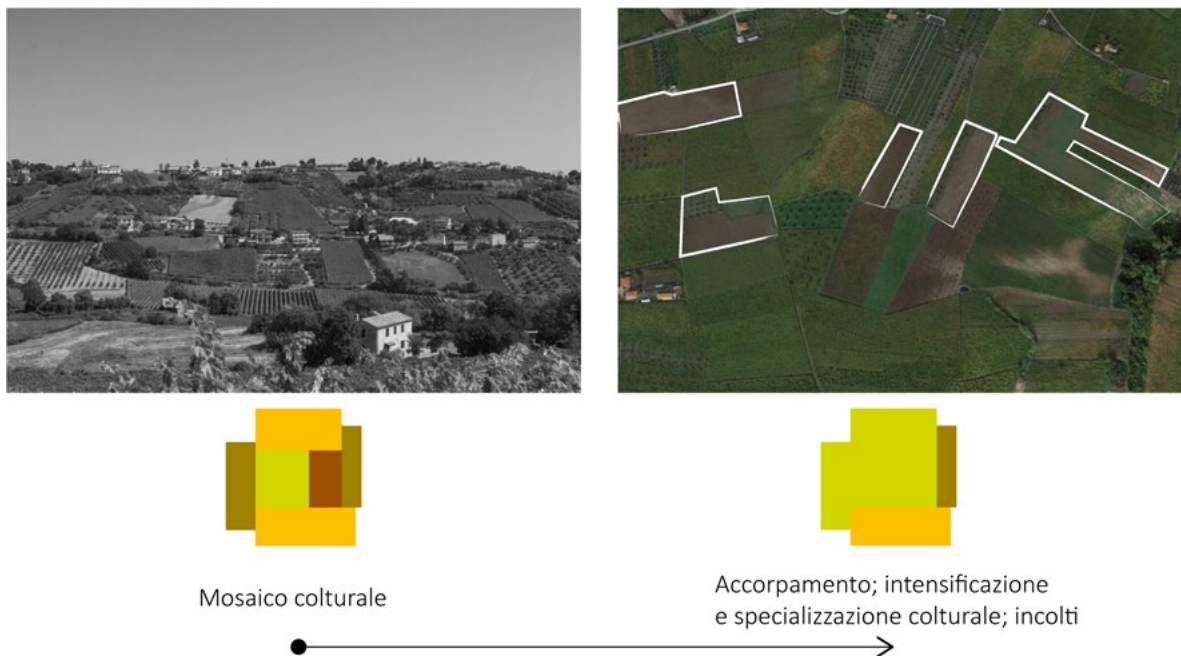 Mosaico colturale
Accorpamento; intensificazione
e specializzazione colturale; incolti